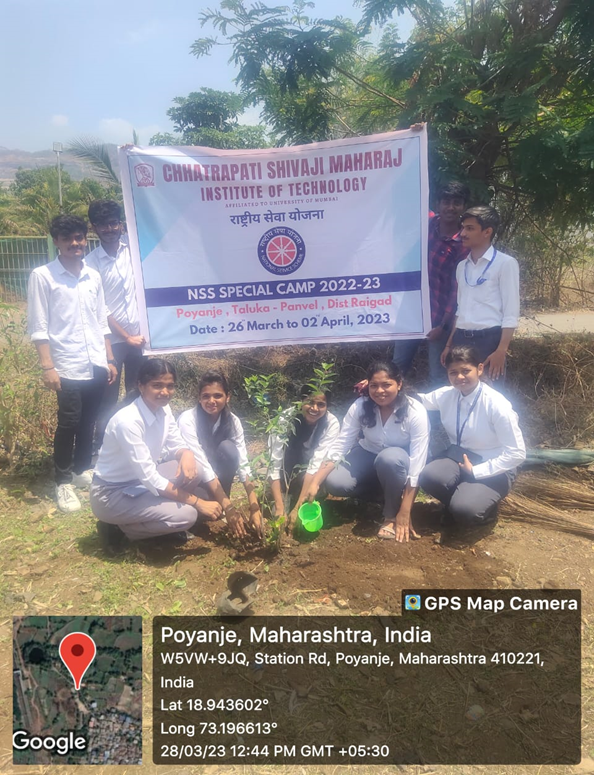 CHHATRAPATI SHIVAJI MAHARAJ
INSTITUTE OF TECHNOLOGY
AFFILIATED TO UNIVERSITY OF MUMBAI
राष्ट्रीय सेवा योजना
NSS SPECIAL CAMP 2022-23
Poyanje , Taluka - Panvel , Dist Raigad
Date : 26 March to 02 April, 2023
GPS Map Camera
Poyanje, Maharashtra, India
W5VW+9JQ, Station Rd, Poyanje, Maharashtra 410221,
India
Lat 18.943602°
Long 73.196613°
28/03/23 12:44 PM GMT +05:30
Google